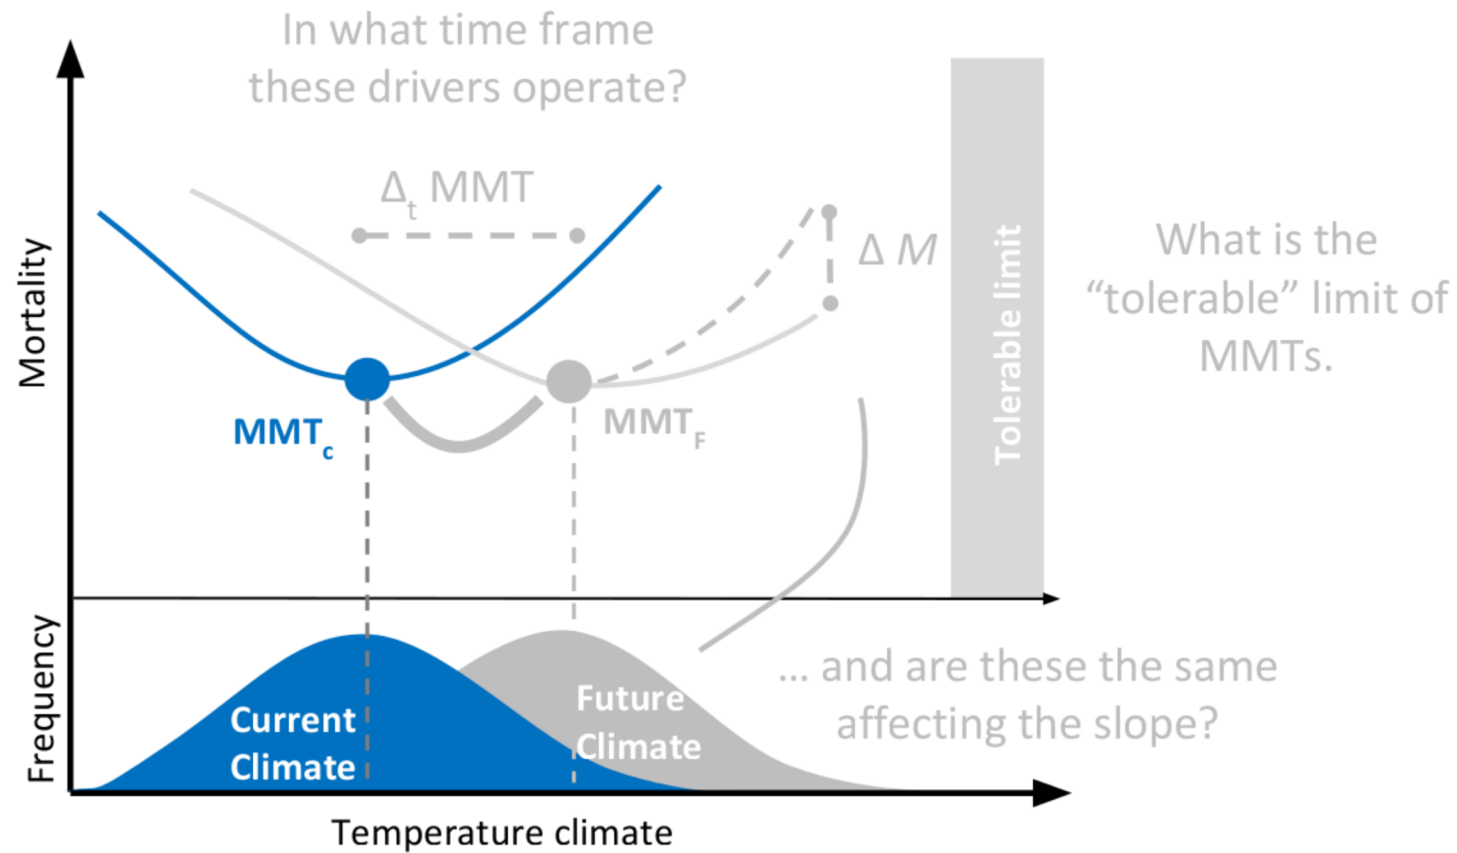 In what time frame
these drivers operate?
Δt MMT
Δ M
Mortality
MMTc
MMTF
Tolerable limit
What is the
“tolerable” limit of
MMTs.
Frequency
Current
Climate
Future
Climate
... and are these the same
affecting the slope?
Temperature climate